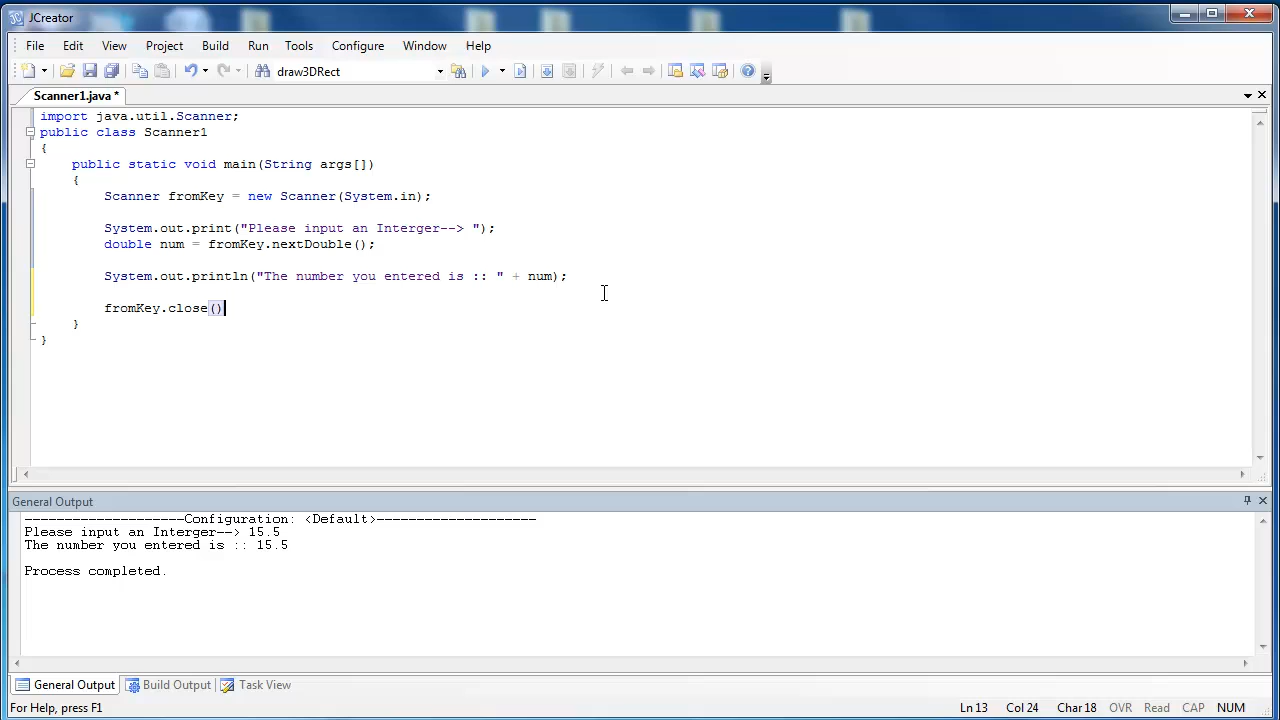 JCreator
File Edit View Project Build Run Tools Configure Window Help
draw3DRect
Scanner1.java *
import java.util.Scanner;
public class Scanner1
{
public static void main(String args[])
{
Scanner fromKey = new Scanner(System.in);
System.out.print("Please input an Interger--> ");
double num = fromKey.nextDouble();
System.out.println("The number you entered is :: " + num);
fromKey.close()
}
}
General Output
--------------------Configuration: <Default>--------------------
Please input an Interger--> 15.5
The number you entered is :: 15.5
Process completed.
General Output Build Output Task View
For Help, press F1 Ln 13 Col 24 Char 18 OVR Read CAP NUM